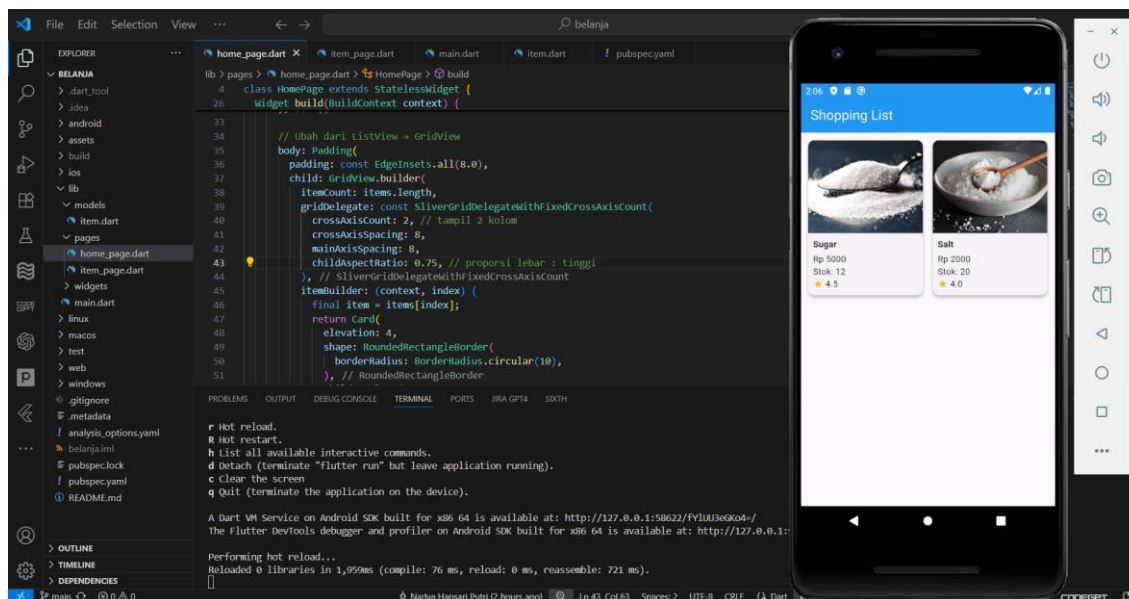 File Edit Selection View ... belanja
EXPLORER ...
BELANJA
.dart_tool
.idea
android
assets
build
ios
lib
models
item.dart
pages
home_page.dart
item_page.dart
widgets
main.dart
linux
macos
test
web
windows
.gitignore
.metadata
analysis_options.yaml
belanja.iml
pubspec.lock
pubspec.yaml
README.md
OUTLINE
TIMELINE
DEPENDENCIES
home_page.dart item_page.dart main.dart item.dart pubspec.yaml
lib > pages > home_page.dart > HomePage > build
4 class HomePage extends StatelessWidget {
26 Widget build(BuildContext context) {
33
34 // Ubah dari ListView → GridView
35 body: Padding(
36 padding: const EdgeInsets.all(8.0),
37 child: GridView.builder(
38 itemCount: items.length,
39 gridDelegate: const SliverGridDelegateWithFixedCrossAxisCount(
40 crossAxisCount: 2, // tampil 2 kolom
41 crossAxisSpacing: 8,
42 mainAxisSpacing: 8,
43 childAspectRatio: 0.75, // proporsi lebar : tinggi
44 ), // SliverGridDelegateWithFixedCrossAxisCount
45 itemBuilder: (context, index) {
46 final item = items[index];
47 return Card(
48 elevation: 4,
49 shape: RoundedRectangleBorder(
50 borderRadius: BorderRadius.circular(10),
51 ), // RoundedRectangleBorder
PROBLEMS OUTPUT DEBUG CONSOLE TERMINAL PORTS JIRA GPT4 SIXTH
r Hot reload.
R Hot restart.
h List all available interactive commands.
d Detach (terminate "flutter run" but leave application running).
c Clear the screen
q Quit (terminate the application on the device).
A Dart VM Service on Android SDK built for x86 64 is available at: http://127.0.0.1:58622/fYlUU3eGKo4=/
The Flutter DevTools debugger and profiler on Android SDK built for x86 64 is available at: http://127.0.0.1:
Performing hot reload...
Reloaded 0 libraries in 1,959ms (compile: 76 ms, reload: 0 ms, reassemble: 721 ms).
main 0 0 Nadya Hapsari Putri (2 hours ago) Ln 43, Col 63 Spaces: 2 UTF-8 CRLF {} Dart CODEGPT
2:06
Shopping List
Sugar
Rp 5000
Stok: 12
4.5
Salt
Rp 2000
Stok: 20
4.0